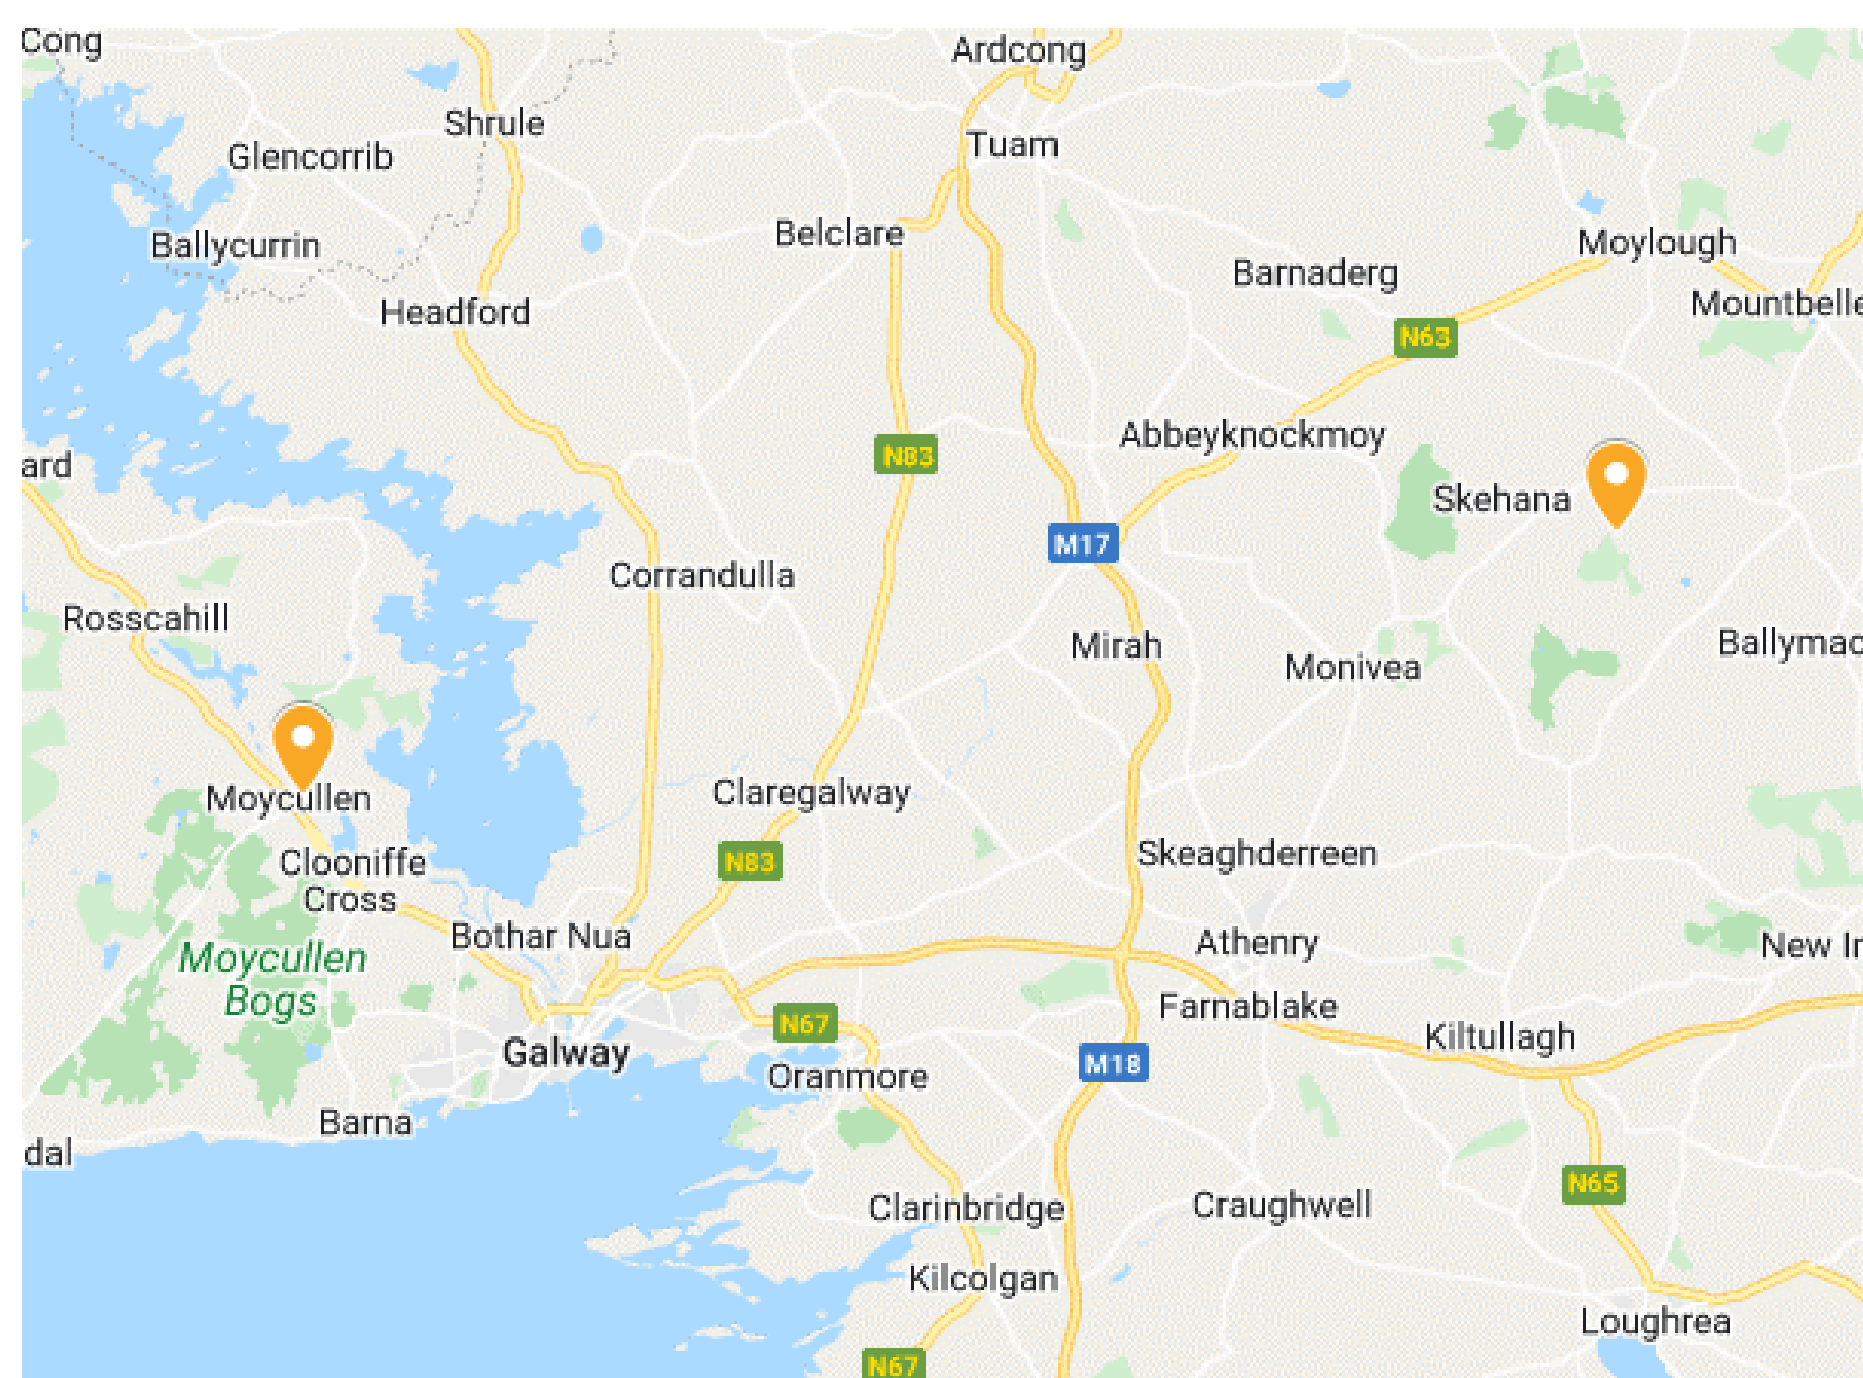 Cong
Ardcong
Shrule
Tuam
Glencorrib
Belclare
Ballycurrin
Moylough
Barnaderg
Mountbelle
Headford
N63
Abbeyknockmoy
N83
ard
Skehana
M17
Corrandulla
Rosscahill
Mirah
Ballymac
Monivea
Claregalway
Moycullen
N83
Skeaghderreen
Clooniffe
Cross
Bothar Nua
Athenry
New In
Moycullen
Bogs
Farnablake
N67
Kiltullagh
Galway
M18
Oranmore
Barna
dal
N65
Clarinbridge
Craughwell
Kilcolgan
Loughrea
N67